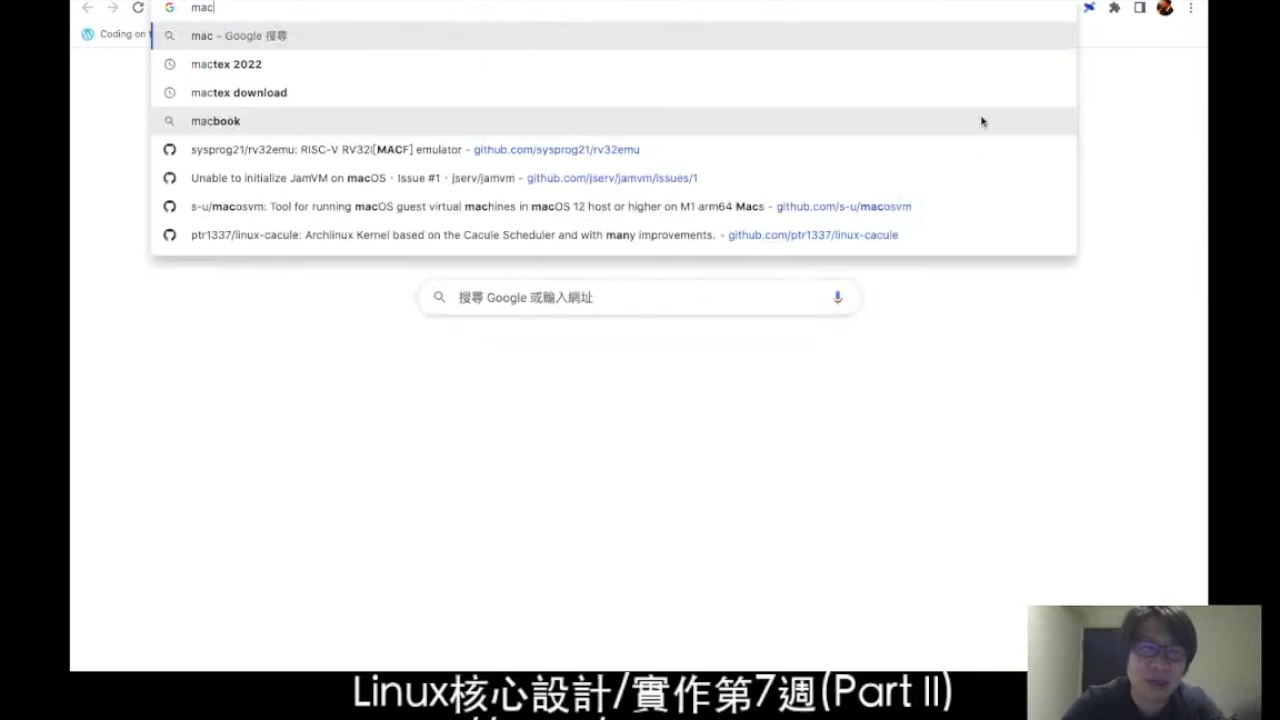 mac
Coding on
mac - Google 搜尋
mactex 2022
mactex download
macbook
sysprog21/rv32emu: RISC-V RV32I[MACF] emulator - github.com/sysprog21/rv32emu
Unable to initialize JamVM on macOS · Issue #1 · jserv/jamvm - github.com/jserv/jamvm/issues/1
s-u/macosvm: Tool for running macOS guest virtual machines in macOS 12 host or higher on M1 arm64 Macs - github.com/s-u/macosvm
ptr1337/linux-cacule: Archlinux Kernel based on the Cacule Scheduler and with many improvements. - github.com/ptr1337/linux-cacule
搜尋 Google 或輸入網址
Linux核心設計/實作第7週(Part II)